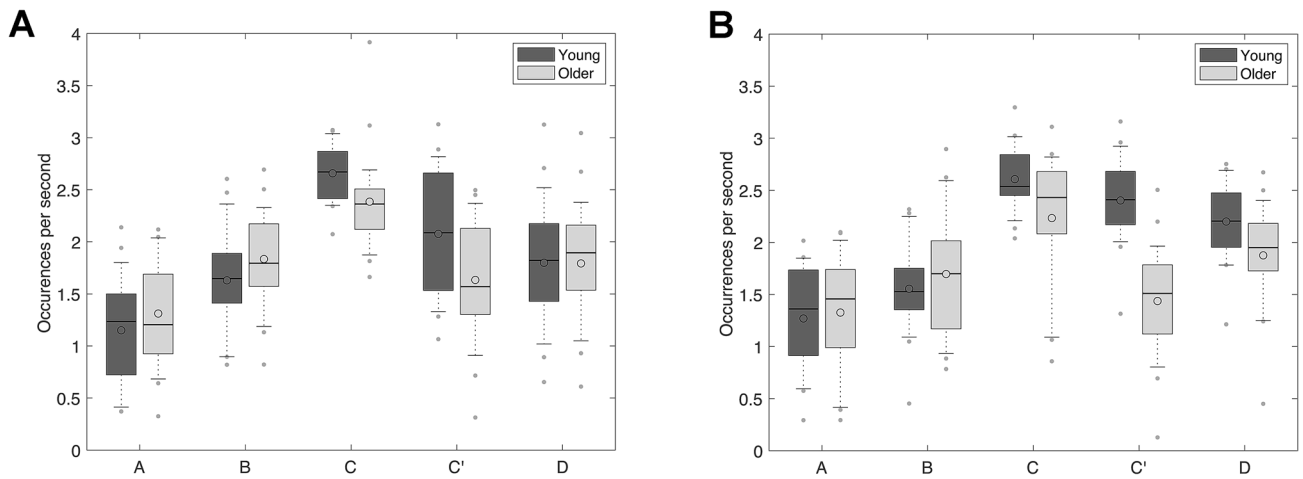 A
Occurences per second
4
3.5
3
2.5
2
1.5
1
0.5
0
A B C C' D
Young
Older
B
Occurrences per second
4
3.5
3
2.5
2
1.5
1
0.5
0
A B C C' D
Young
Older